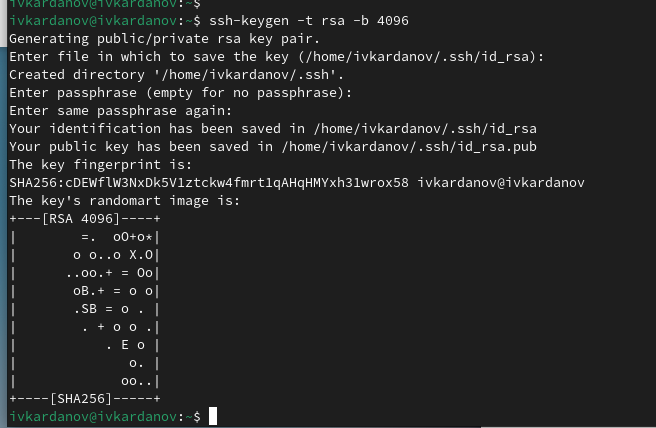 ivkardanov@ivkardanov:~$
ivkardanov@ivkardanov:~$ ssh-keygen -t rsa -b 4096
Generating public/private rsa key pair.
Enter file in which to save the key (/home/ivkardanov/.ssh/id_rsa):
Created directory '/home/ivkardanov/.ssh'.
Enter passphrase (empty for no passphrase):
Enter same passphrase again:
Your identification has been saved in /home/ivkardanov/.ssh/id_rsa
Your public key has been saved in /home/ivkardanov/.ssh/id_rsa.pub
The key fingerprint is:
SHA256:cDEWflW3NxDk5V1ztckw4fmrt1qAHqHMYxh31wrox58 ivkardanov@ivkardanov
The key's randomart image is:
+---[RSA 4096]----+
|        =.  oO+o*|
|       o o..o X.O|
|      ..oo.+ = Oo|
|       oB.+ = o o|
|       .SB = o . |
|        . + o o .|
|           . E o |
|              o. |
|             oo..|
+----[SHA256]-----+
ivkardanov@ivkardanov:~$